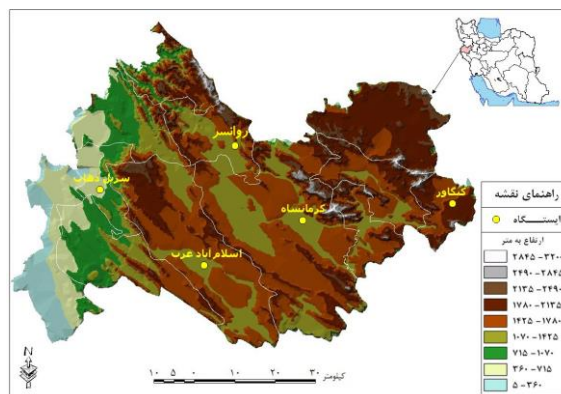 روانسر
سرپل ذهاب
کنگاور
کرمانشاه
اسلام آباد غرب
N
۱۰ ۵ ۰ ۱۰ ۲۰ ۳۰
کیلومتر
راهنمای نقشه
ایستگاه
ارتفاع به متر
۲۸۴۵ - ۳۲۰۰
۲۴۹۰ - ۲۸۴۵
۲۱۳۵ - ۲۴۹۰
۱۷۸۰ - ۲۱۳۵
۱۴۲۵ - ۱۷۸۰
۱۰۷۰ - ۱۴۲۵
۷۱۵ - ۱۰۷۰
۳۶۰ - ۷۱۵
۵ - ۳۶۰